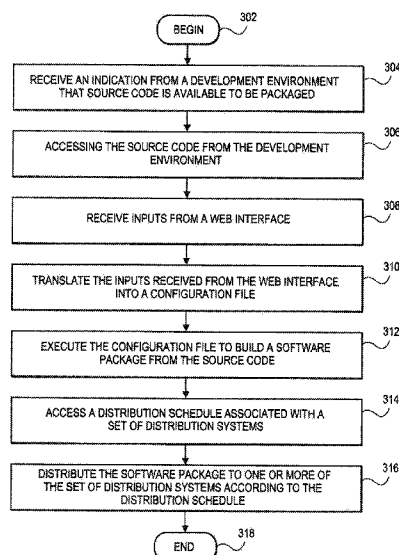 BEGIN
302
RECEIVE AN INDICATION FROM A DEVELOPMENT ENVIRONMENT
THAT SOURCE CODE IS AVAILABLE TO BE PACKAGED
304
ACCESSING THE SOURCE CODE FROM THE DEVELOPMENT
ENVIRONMENT
306
RECEIVE INPUTS FROM A WEB INTERFACE
308
TRANSLATE THE INPUTS RECEIVED FROM THE WEB INTERFACE
INTO A CONFIGURATION FILE
310
EXECUTE THE CONFIGURATION FILE TO BUILD A SOFTWARE
PACKAGE FROM THE SOURCE CODE
312
ACCESS A DISTRIBUTION SCHEDULE ASSOCIATED WITH A
SET OF DISTRIBUTION SYSTEMS
314
DISTRIBUTE THE SOFTWARE PACKAGE TO ONE OR MORE OF
THE SET OF DISTRIBUTION SYSTEMS ACCORDING TO THE
DISTRIBUTION SCHEDULE
316
END
318